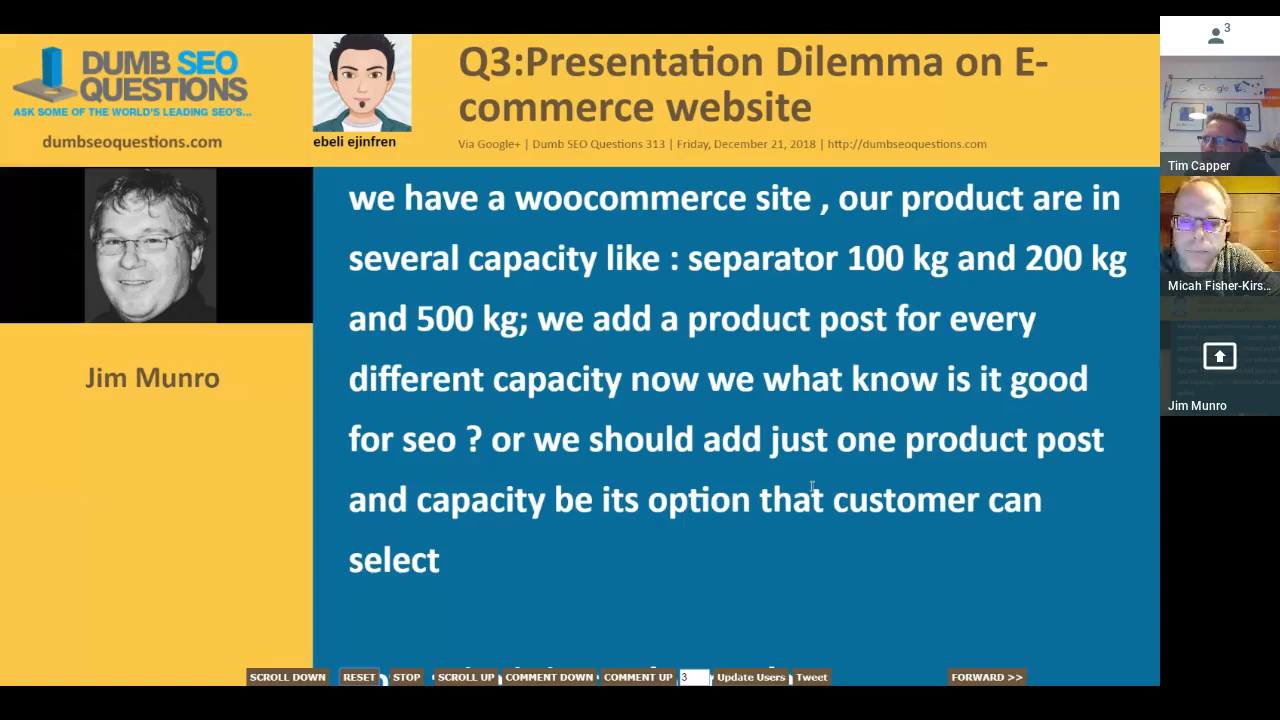 DUMB SEO
QUESTIONS
ASK SOME OF THE WORLD'S LEADING SEO'S...
dumbseoquestions.com
ebeli ejinfren
Q3:Presentation Dilemma on E-
commerce website
Via Google+ | Dumb SEO Questions 313 | Friday, December 21, 2018 | http://dumbseoquestions.com
Jim Munro
we have a woocommerce site , our product are in
several capacity like : separator 100 kg and 200 kg
and 500 kg; we add a product post for every
different capacity now we what know is it good
for seo ? or we should add just one product post
and capacity be its option that customer can
select
SCROLL DOWN RESET STOP SCROLL UP COMMENT DOWN COMMENT UP 3 Update Users Tweet FORWARD >>
3
Google
Tim Capper
Micah Fisher-Kirs...
Jim Munro